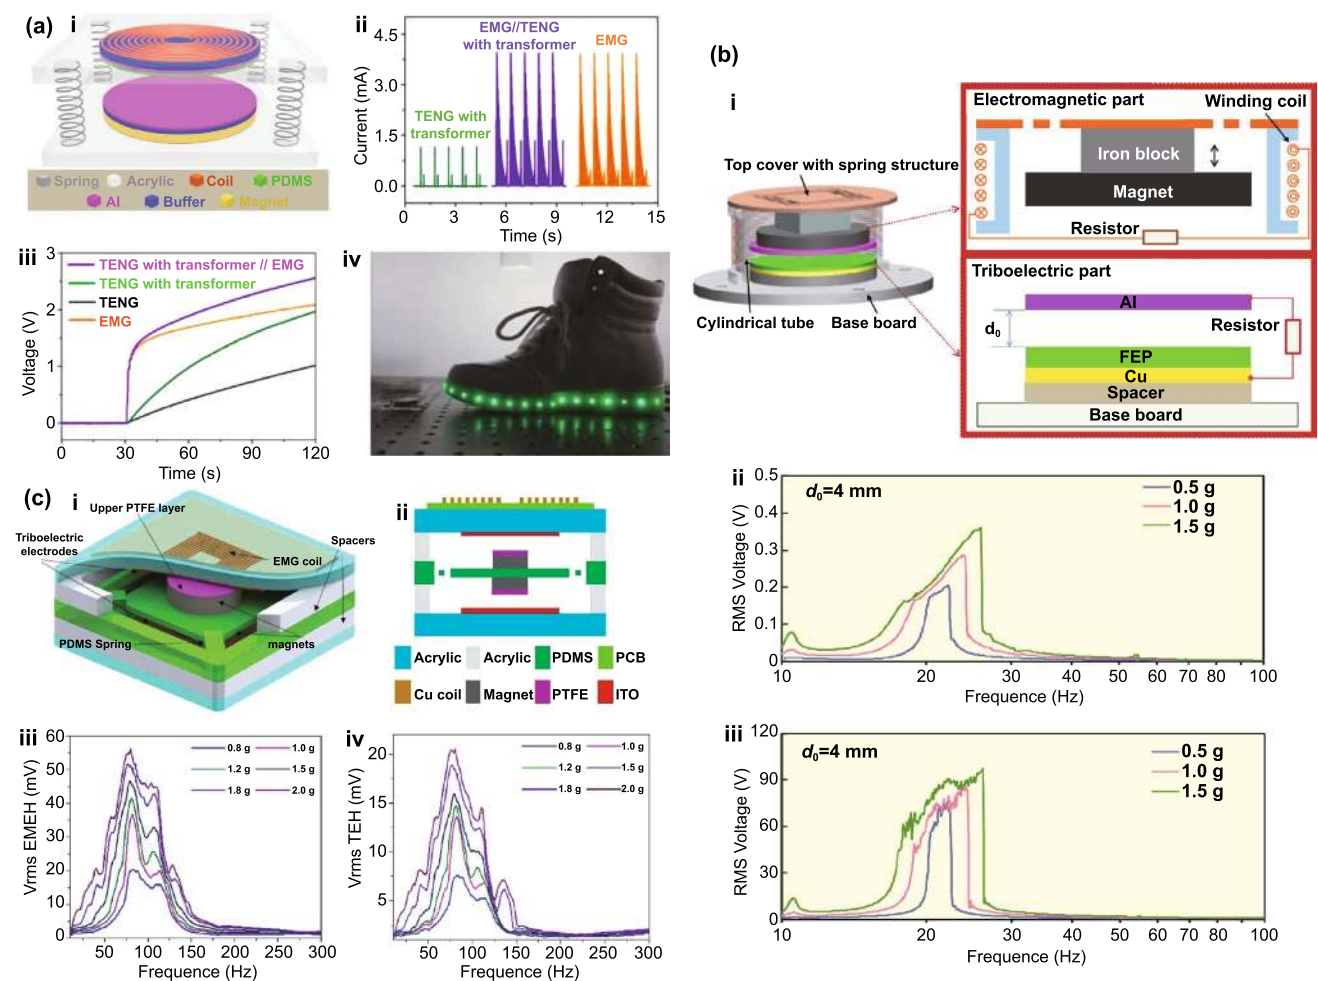 (a) i
Spring Acrylic Coil PDMS
Al Buffer Magnet
ii
Current (mA)
4.5
3.0
1.5
0.0
EMG//TENG
with transformer
EMG
TENG with
transformer
0 3 6 9 12 15
Time (s)
iii
Voltage (V)
3
2
1
0
TENG with transformer // EMG
TENG with transformer
TENG
EMG
0 30 60 90 120
Time (s)
iv
(b)
i
Top cover with spring structure
Cylindrical tube
Base board
Electromagnetic part
Winding coil
Iron block
Magnet
Resistor
Triboelectric part
Al
d0
Resistor
FEP
Cu
Spacer
Base board
ii
RMS Voltage (V)
0.5
0.4
0.3
0.2
0.1
0
d0=4 mm
0.5 g
1.0 g
1.5 g
10 20 30 40 50 60 70 80 100
Frequence (Hz)
iii
RMS Voltage (V)
120
90
60
30
0
d0=4 mm
0.5 g
1.0 g
1.5 g
10 20 30 40 50 60 70 80 100
Frequence (Hz)
(c) i
Upper PTFE layer
Triboelectric
electrodes
Spacers
EMG coil
PDMS Spring
magnets
ii
Acrylic Acrylic PDMS PCB
Cu coil Magnet PTFE ITO
iii
Vrms EMEH (mV)
60
50
40
30
20
10
0
0.8 g 1.0 g
1.2 g 1.5 g
1.8 g 2.0 g
50 100 150 200 250 300
Frequence (Hz)
iv
Vrms TEH (mV)
20
15
10
5
0.8 g 1.0 g
1.2 g 1.5 g
1.8 g 2.0 g
50 100 150 200 250 300
Frequence (Hz)